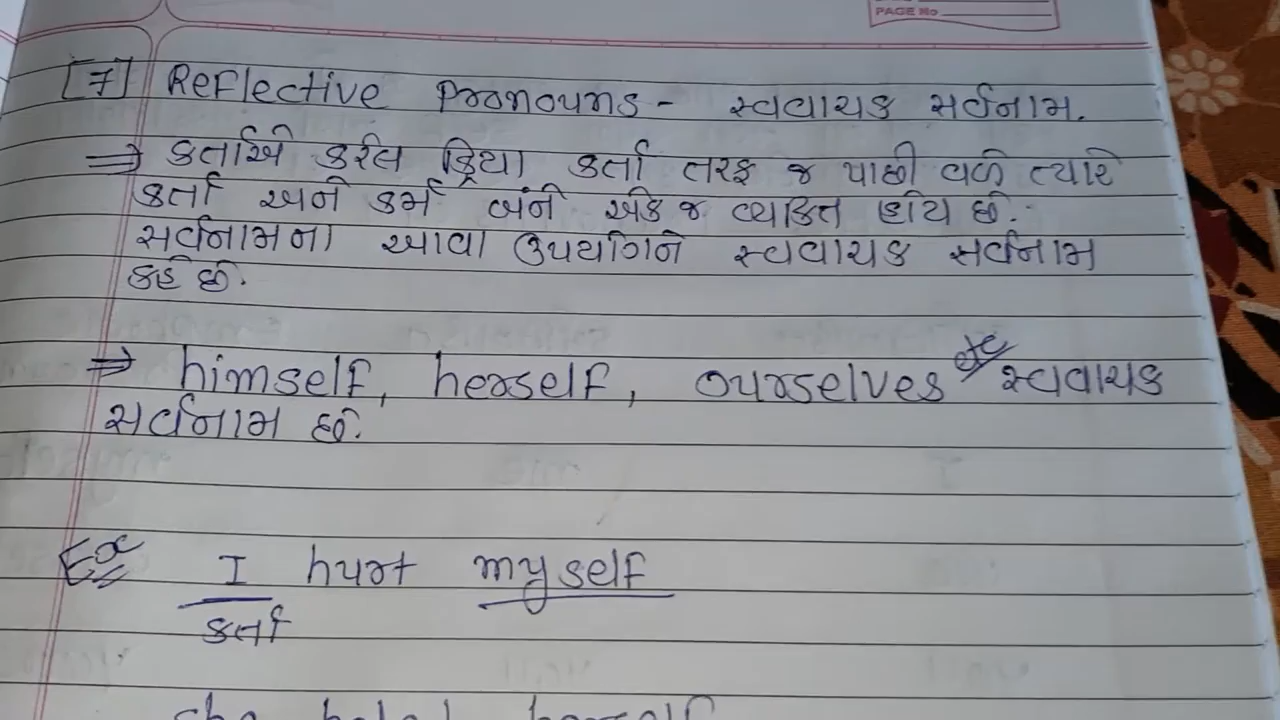 PAGE No
[7] Reflective Pronouns - સ્વવાચક સર્વનામ.
⇒ કર્તાએ કરેલ ક્રિયા કર્તા તરફ જ પાછી વળે ત્યારે
કર્તા અને કર્મ બંને એક જ વ્યકિત હોય છે.
સર્વનામના આવા ઉપયોગને સ્વવાચક સર્વનામ
કહે છે.
⇒ himself, herself, ourselves etc સ્વવાચક
સર્વનામ છે.
Ex I hurt myself
કર્તા